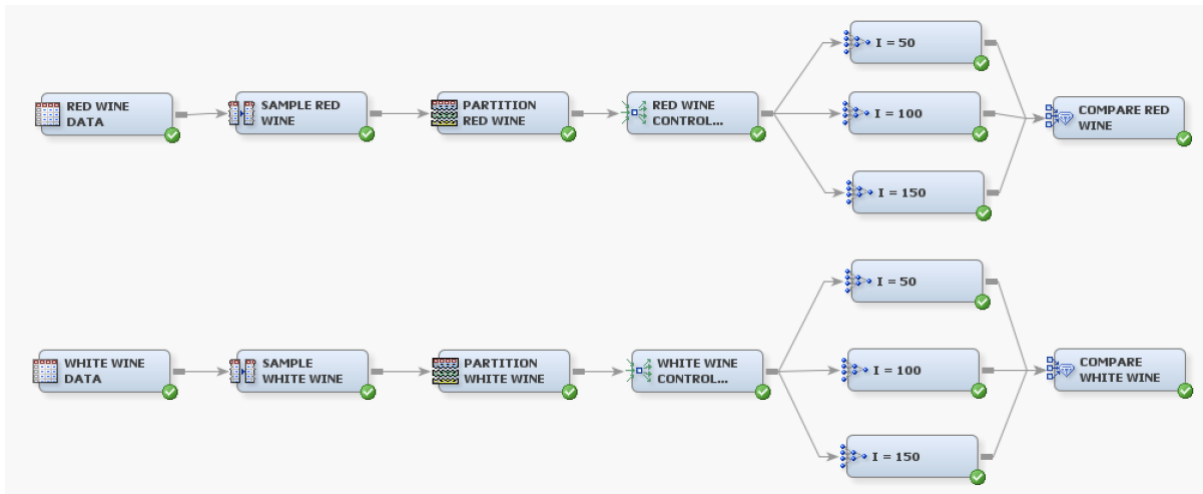 RED WINE
DATA
SAMPLE RED
WINE
PARTITION
RED WINE
RED WINE
CONTROL...
I = 50
I = 100
I = 150
COMPARE RED
WINE
WHITE WINE
DATA
SAMPLE
WHITE WINE
PARTITION
WHITE WINE
WHITE WINE
CONTROL...
I = 50
I = 100
I = 150
COMPARE
WHITE WINE